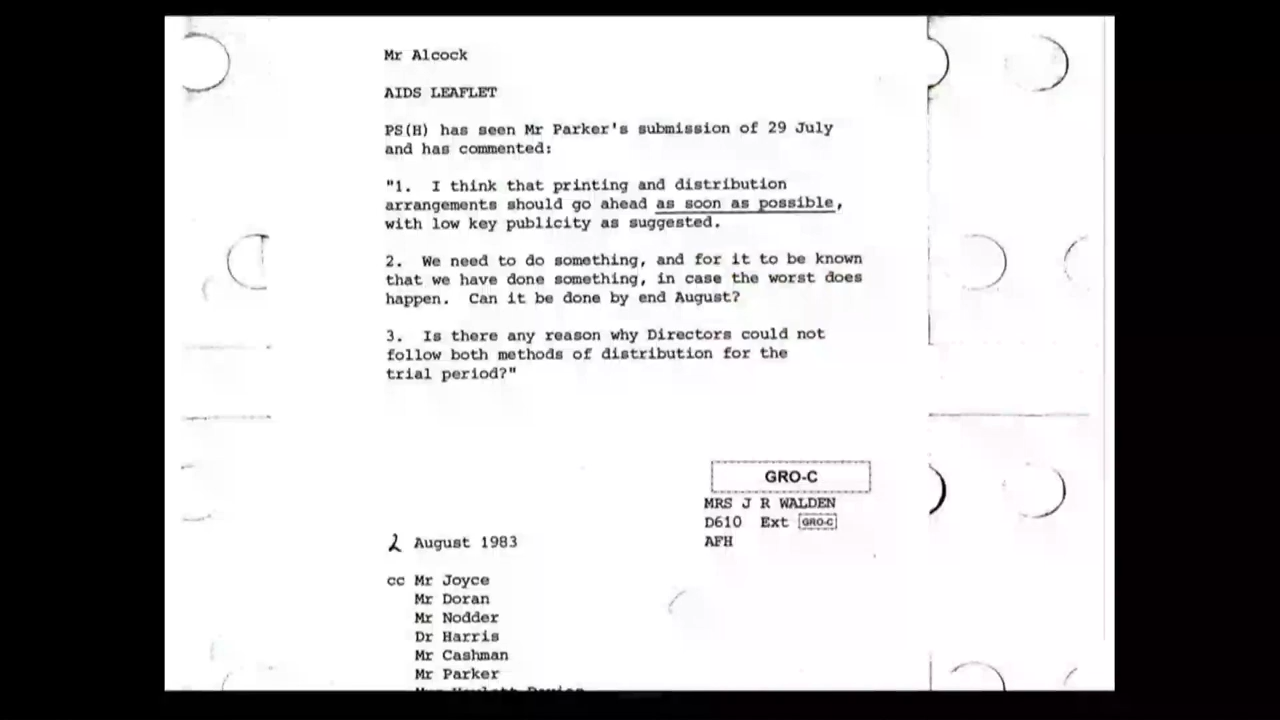 Mr Alcock
AIDS LEAFLET
PS(H) has seen Mr Parker's submission of 29 July
and has commented:
"1. I think that printing and distribution
arrangements should go ahead as soon as possible,
with low key publicity as suggested.
2. We need to do something, and for it to be known
that we have done something, in case the worst does
happen. Can it be done by end August?
3. Is there any reason why Directors could not
follow both methods of distribution for the
trial period?"
GRO-C
MRS J R WALDEN
D610 Ext GRO-C
AFH
2 August 1983
cc Mr Joyce
Mr Doran
Mr Nodder
Dr Harris
Mr Cashman
Mr Parker